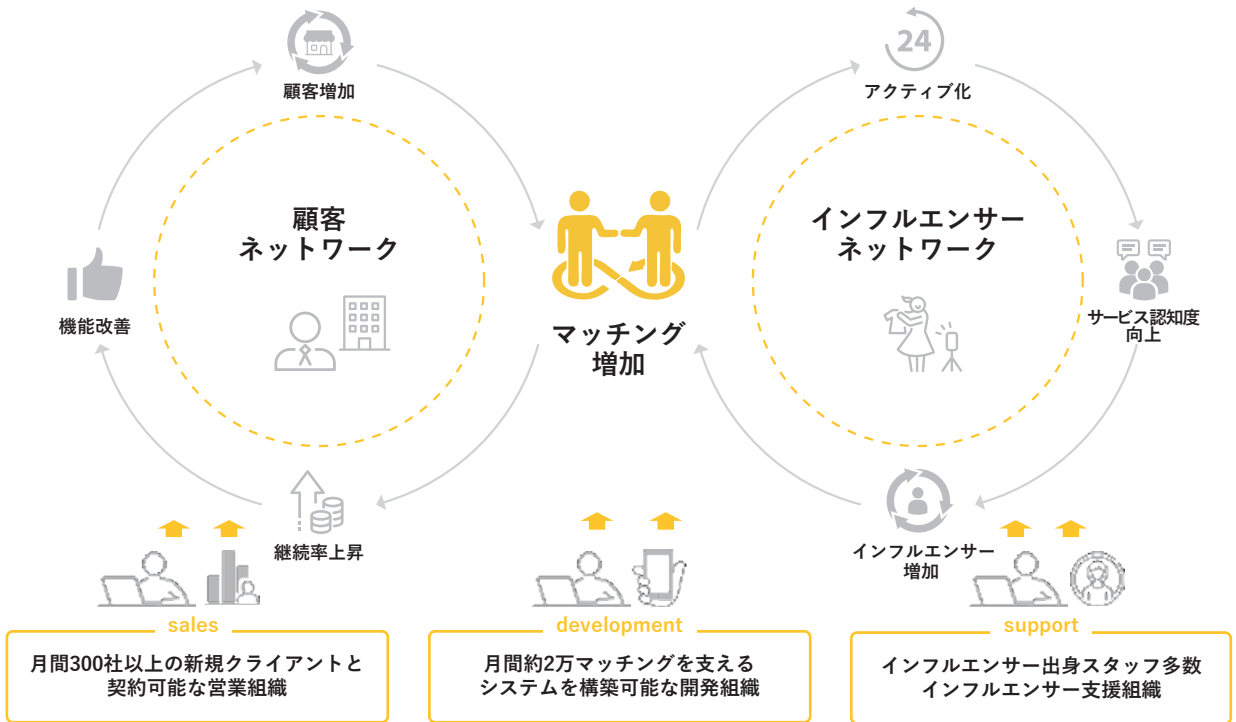 24
顧客増加
アクティブ化
顧客
ネットワーク
インフルエンサー
ネットワーク
機能改善
マッチング
増加
サービス認知度
向上
継続率上昇
インフルエンサー
増加
sales
月間300社以上の新規クライアントと
契約可能な営業組織
development
月間約2万マッチングを支える
システムを構築可能な開発組織
support
インフルエンサー出身スタッフ多数
インフルエンサー支援組織